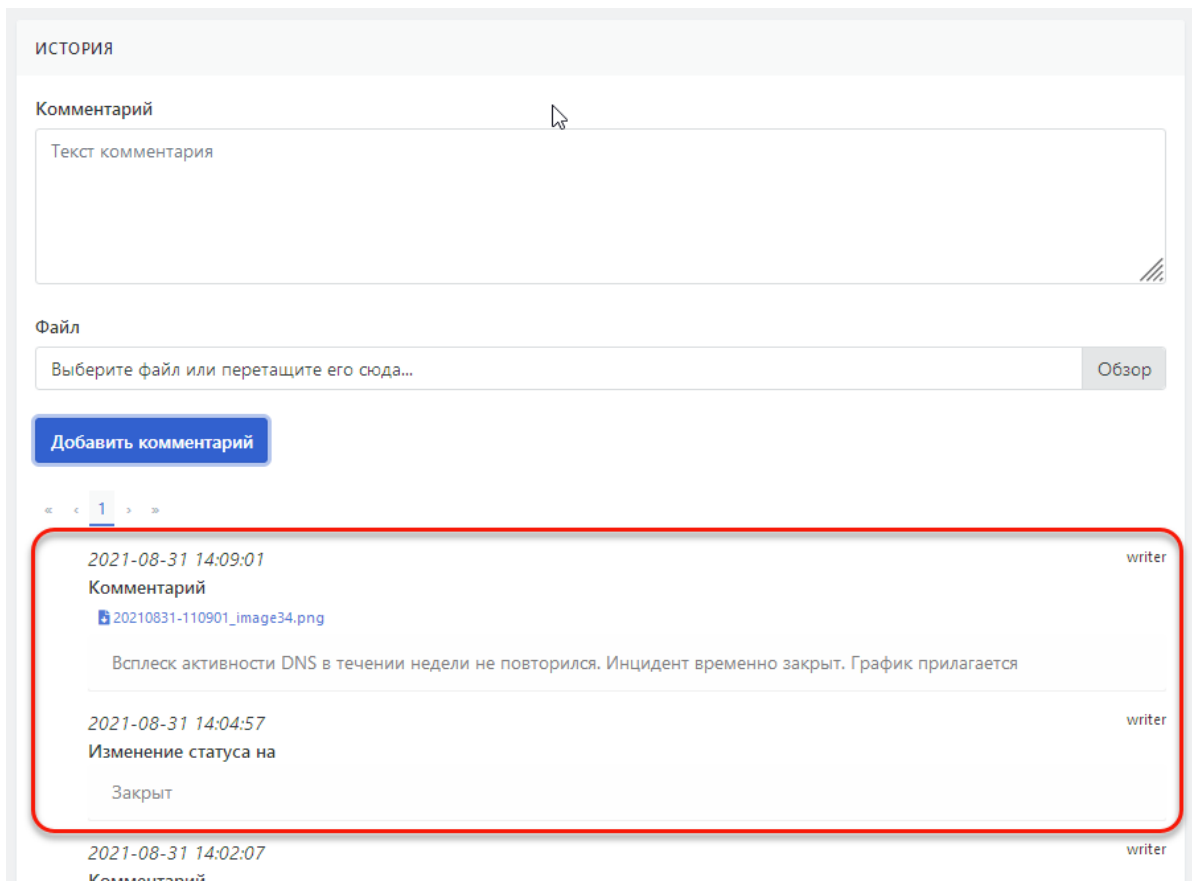 ИСТОРИЯ
Комментарий
Текст комментария
Файл
Выберите файл или перетащите его сюда...
Обзор
Добавить комментарий
« ‹ 1 › »
2021-08-31 14:09:01
writer
Комментарий
20210831-110901_image34.png
Всплеск активности DNS в течении недели не повторился. Инцидент временно закрыт. График прилагается
2021-08-31 14:04:57
writer
Изменение статуса на
Закрыт
2021-08-31 14:02:07
writer
Комментарий